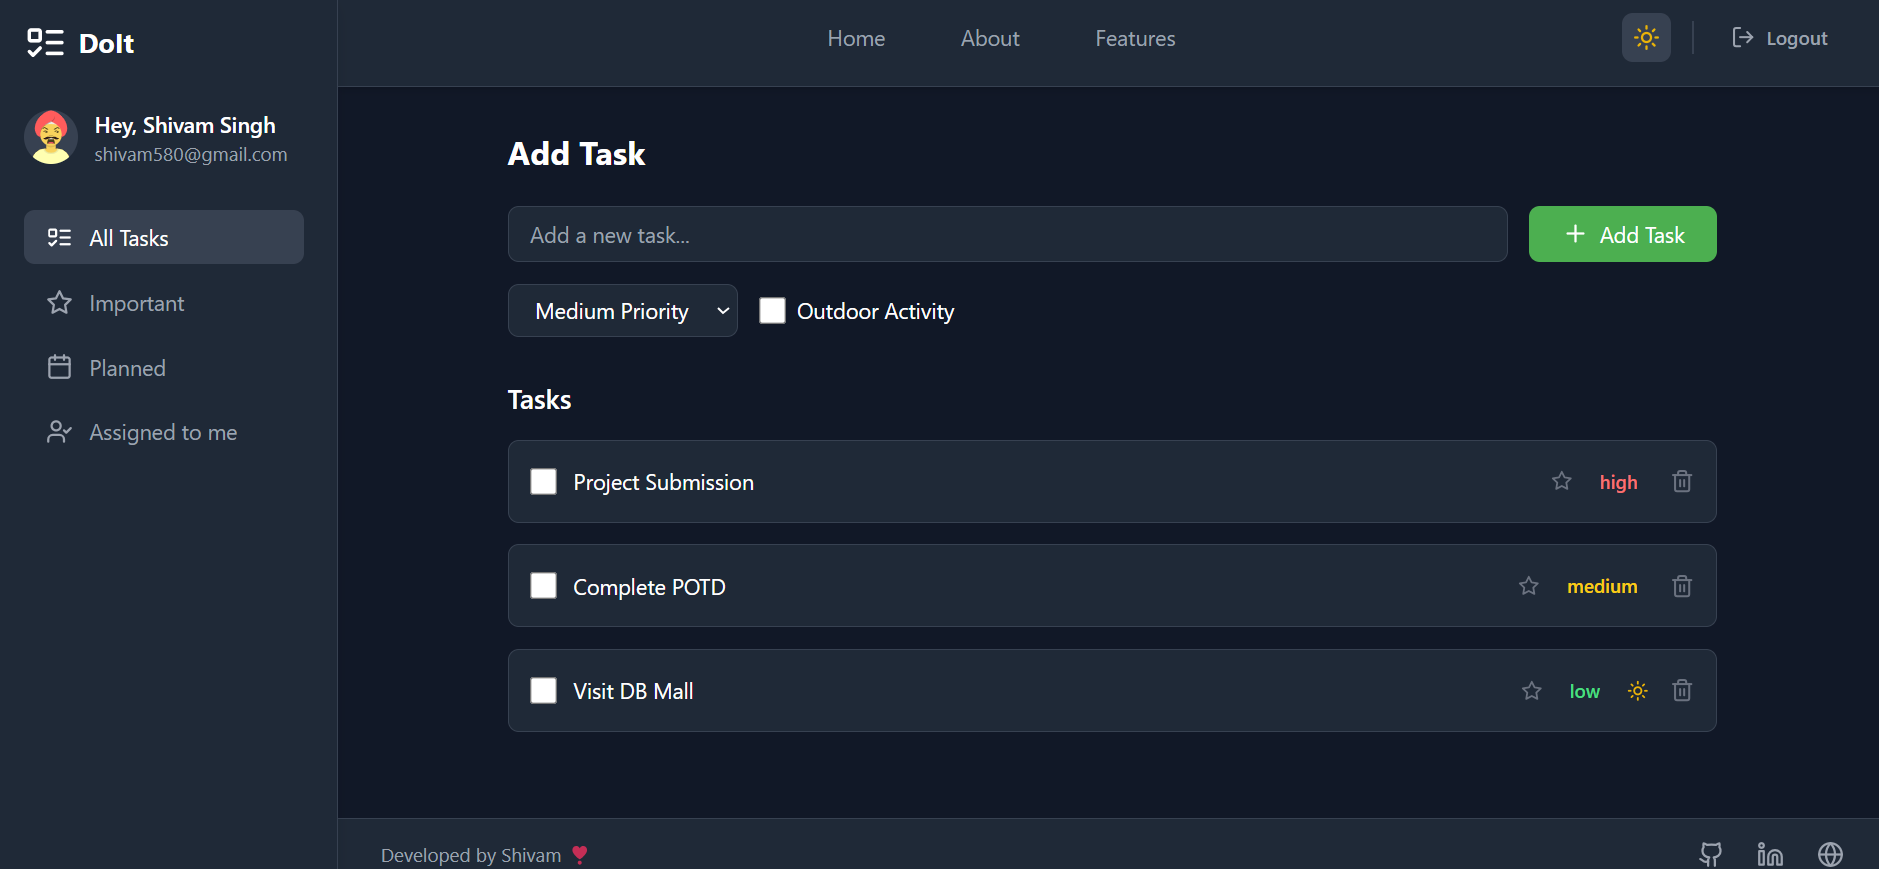 DoIt
Home
About
Features
Logout
Hey, Shivam Singh
shivam580@gmail.com
All Tasks
Important
Planned
Assigned to me
Add Task
Add a new task...
Add Task
Medium Priority
Outdoor Activity
Tasks
Project Submission
high
Complete POTD
medium
Visit DB Mall
low
Developed by Shivam